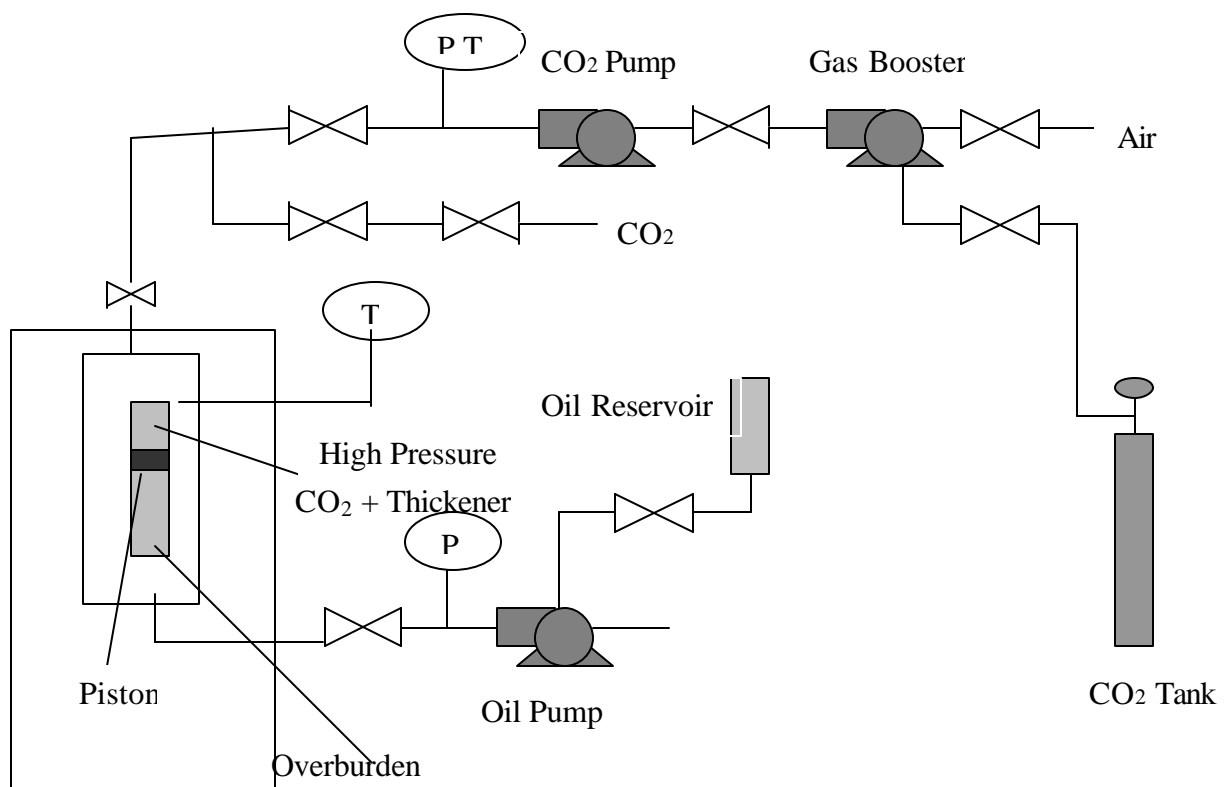 P T
CO₂ Pump
Gas Booster
Air
CO₂
T
Oil Reservoir
High Pressure
CO₂ + Thickener
P
Piston
Oil Pump
CO₂ Tank
Overburden